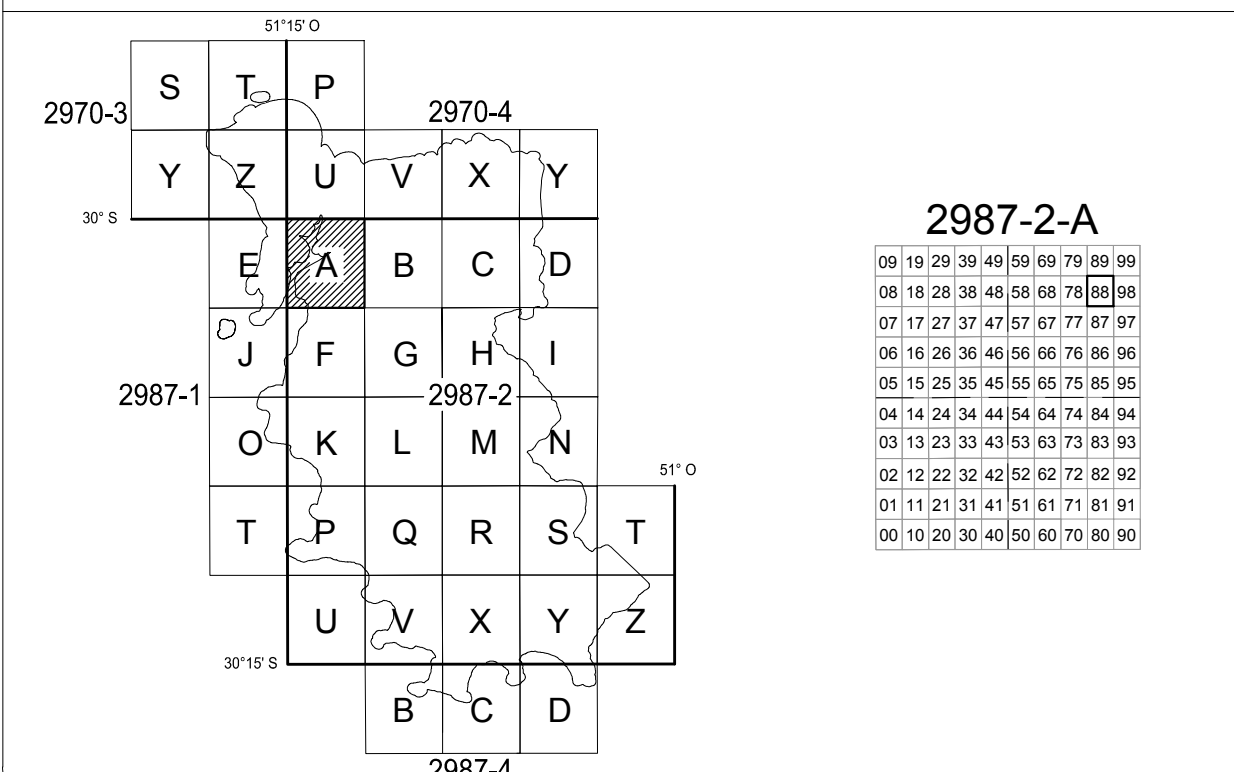 51°15' O
S T P
2970-3 2970-4
Y Z U V X Y
30° S
E A B C D
J F G H I
2987-1 2987-2
O K L M N
51° O
T P Q R S T
U V X Y Z
30°15' S
B C D
2987-4
2987-2-A
09 19 29 39 49 59 69 79 89 99
08 18 28 38 48 58 68 78 88 98
07 17 27 37 47 57 67 77 87 97
06 16 26 36 46 56 66 76 86 96
05 15 25 35 45 55 65 75 85 95
04 14 24 34 44 54 64 74 84 94
03 13 23 33 43 53 63 73 83 93
02 12 22 32 42 52 62 72 82 92
01 11 21 31 41 51 61 71 81 91
00 10 20 30 40 50 60 70 80 90